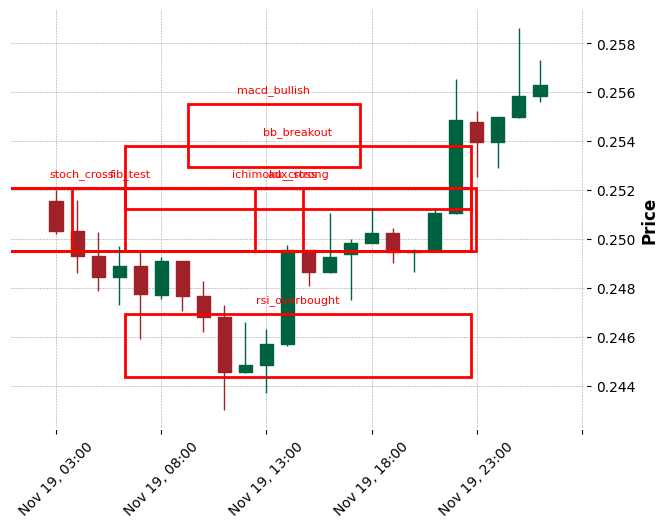 macd_bullish
bb_breakout
stoch_cross
fib_test
ichimoku_cross
adx_strong
rsi_overbought
0.258
0.256
0.254
0.252
0.250
0.248
0.246
0.244
Price
Nov 19, 03:00
Nov 19, 08:00
Nov 19, 13:00
Nov 19, 18:00
Nov 19, 23:00